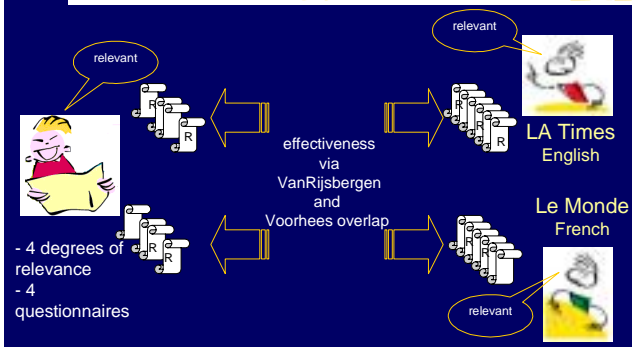 relevant
relevant
R
R
R
R
LA Times
English
effectiveness
via
VanRijsbergen
and
Voorhees overlap
Le Monde
French
- 4 degrees of
relevance
- 4
questionnaires
R
R
relevant